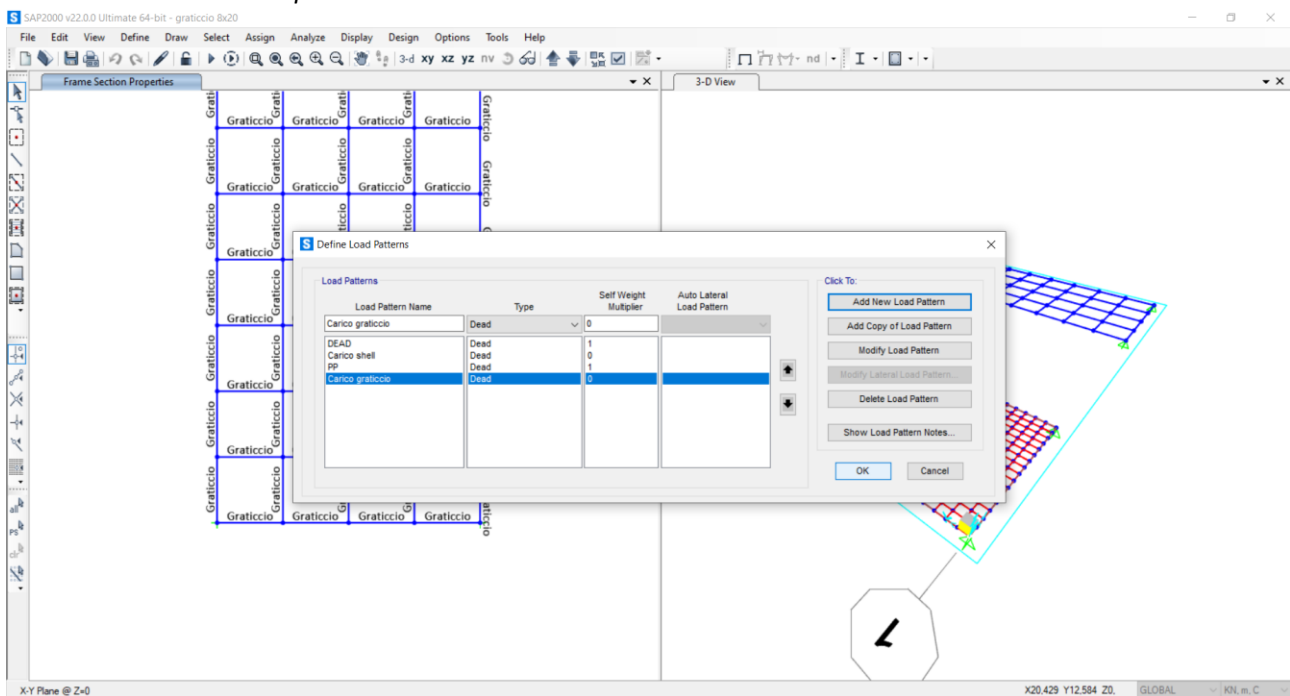 SAP2000 v22.0.0 Ultimate 64-bit - graticcio 8x20
File Edit View Define Draw Select Assign Analyze Display Design Options Tools Help
3-d xy xz yz nv nd
Frame Section Properties
3-D View
Graticcio Graticcio Graticcio Graticcio
Graticcio Graticcio Graticcio Graticcio
Graticcio
Graticcio
Graticcio
Graticcio
Graticcio Graticcio Graticcio Graticcio
Define Load Patterns
Load Patterns
Load Pattern Name Type Self Weight Multiplier Auto Lateral Load Pattern
Carico graticcio Dead 0
DEAD Dead 1
Carico shell Dead 0
PP Dead 1
Carico graticcio Dead 0
Click To:
Add New Load Pattern
Add Copy of Load Pattern
Modify Load Pattern
Modify Lateral Load Pattern...
Delete Load Pattern
Show Load Pattern Notes...
OK Cancel
X-Y Plane @ Z=0
X20,429 Y12,584 Z0,
GLOBAL
KN, m, C